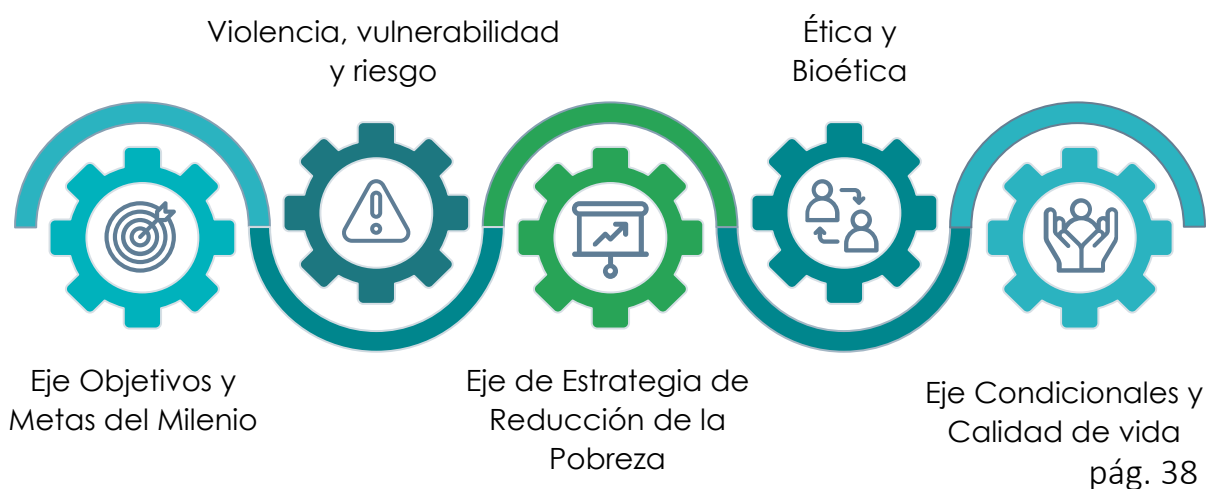 Violencia, vulnerabilidad
y riesgo
Ética y
Bioética
Eje Objetivos y
Metas del Milenio
Eje de Estrategia de
Reducción de la
Pobreza
Eje Condicionales y
Calidad de vida
pág. 38